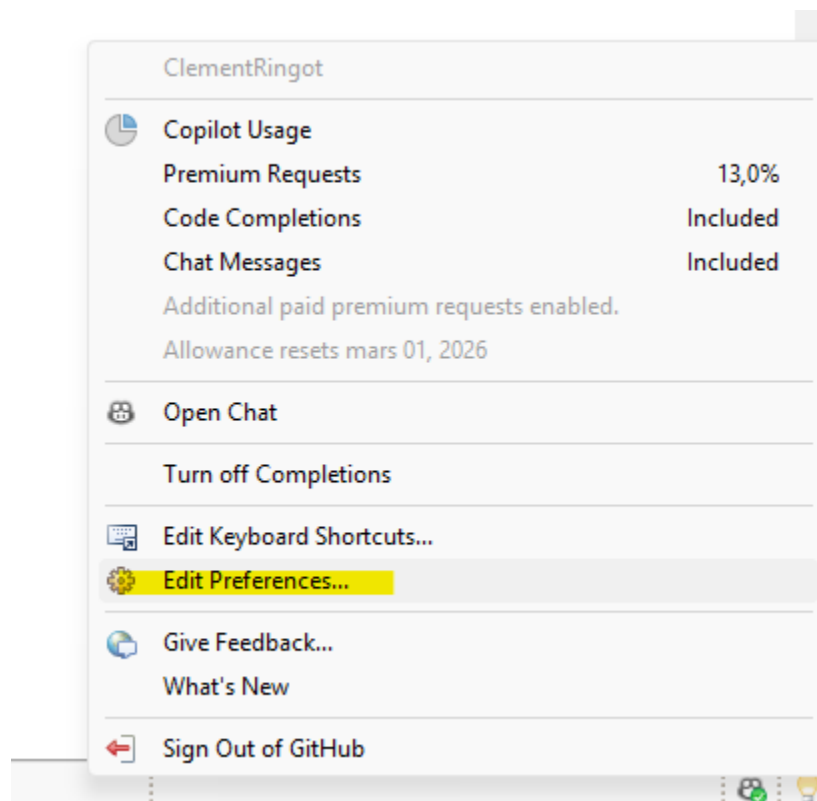 ClementRingot
Copilot Usage
Premium Requests 13,0%
Code Completions Included
Chat Messages Included
Additional paid premium requests enabled.
Allowance resets mars 01, 2026
Open Chat
Turn off Completions
Edit Keyboard Shortcuts...
Edit Preferences...
Give Feedback...
What's New
Sign Out of GitHub